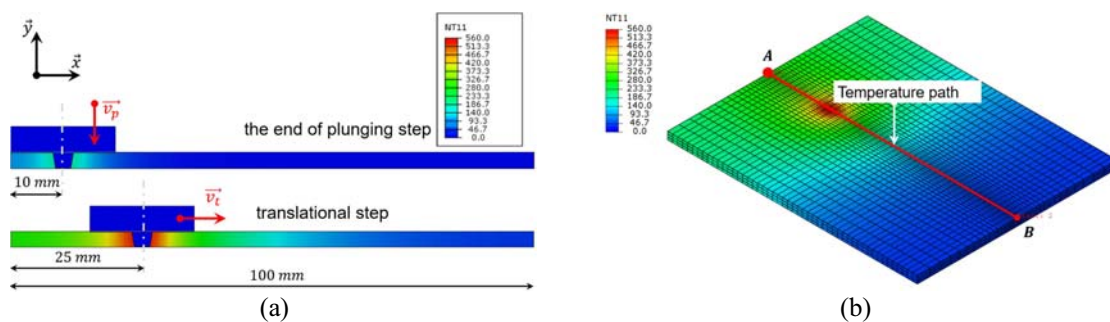 y⃗
x⃗
v_p⃗
the end of plunging step
10 mm
v_t⃗
translational step
25 mm
100 mm
NT11
560.0
513.3
466.7
420.0
373.3
326.7
280.0
233.3
186.7
140.0
93.3
46.7
0.0
(a)
NT11
560.0
513.3
466.7
420.0
373.3
326.7
280.0
233.3
186.7
140.0
93.3
46.7
0.0
A
Temperature path
B
(b)